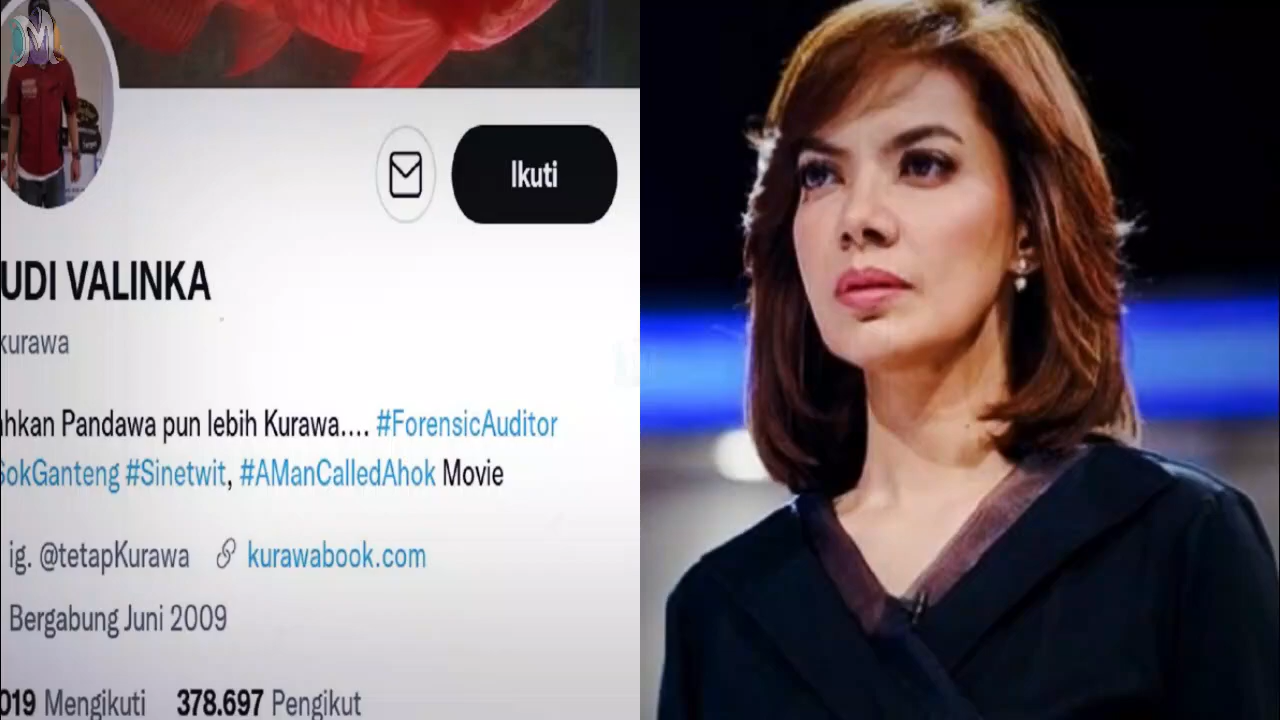 Ikuti
UDI VALINKA
kurawa
ahkan Pandawa pun lebih Kurawa.... #ForensicAuditor
SokGanteng #Sinetwit, #AManCalledAhok Movie
ig. @tetapKurawa kurawabook.com
Bergabung Juni 2009
019 Mengikuti 378.697 Pengikut